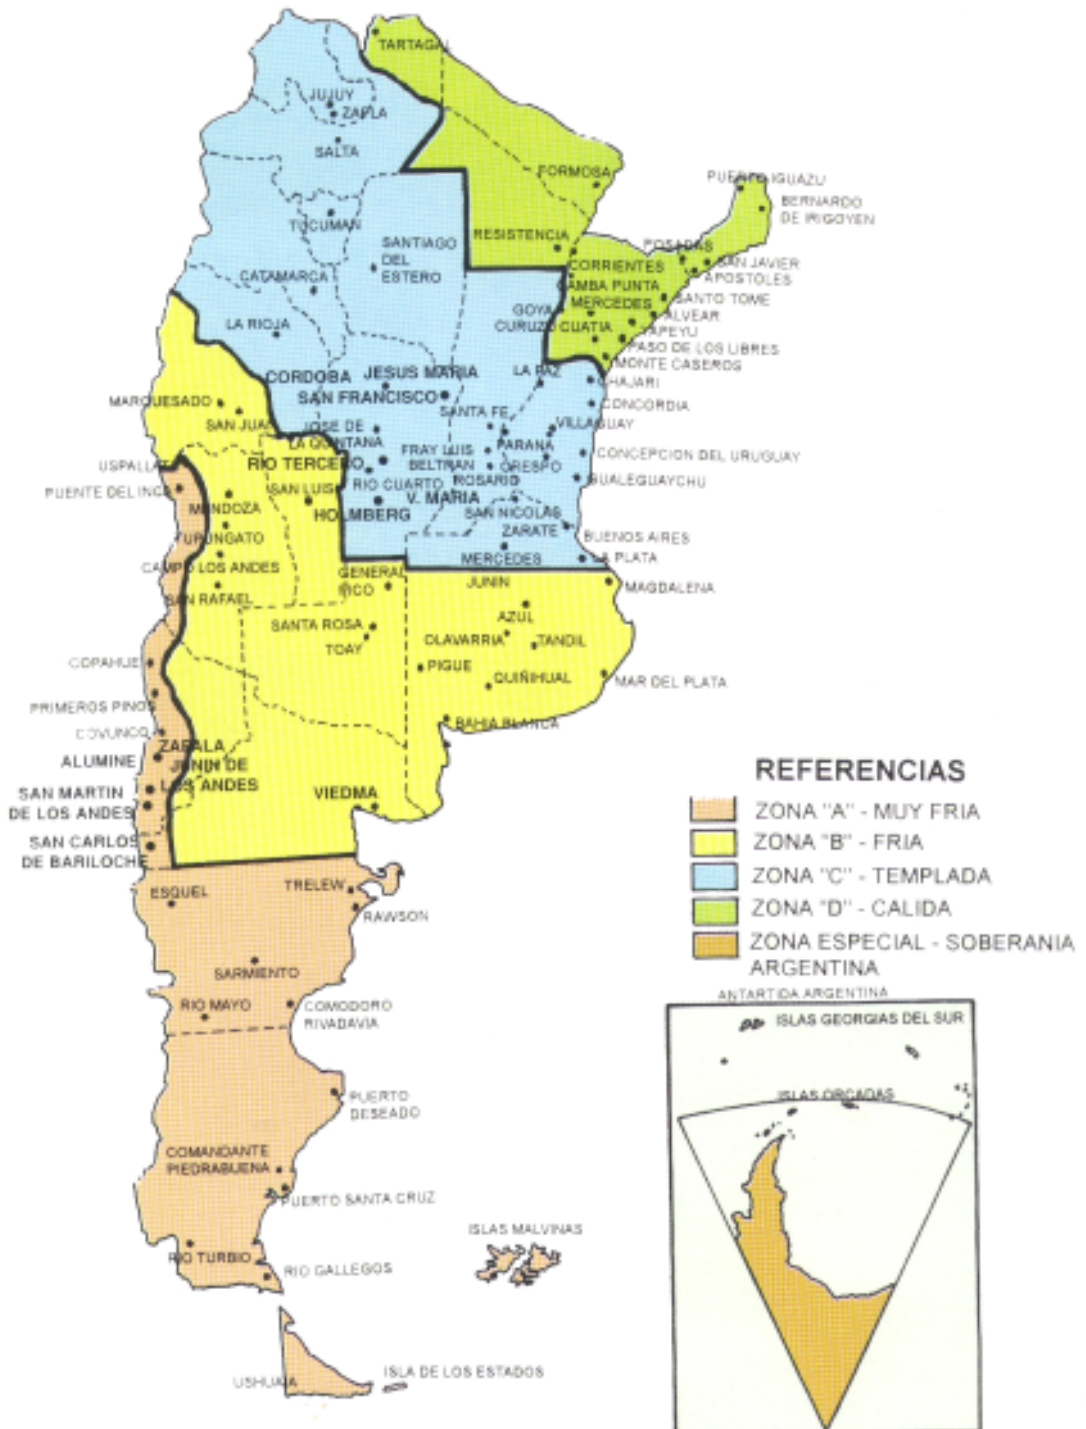 TARTAGAL
JUJUY
ZAPLA
SALTA
FORMOSA
PUERTO IGUAZU
BERNARDO
DE IRIGOYEN
TUCUMAN
RESISTENCIA
SANTIAGO
DEL
ESTERO
POSADAS
CORRIENTES
SAN JAVIER
APOSTOLES
CATAMARCA
CAMBA PUNTA
MERCEDES
SANTO TOME
GOYA
ALVEAR
LA RIOJA
CURUZU CUATIA
YAPEYU
PASO DE LOS LIBRES
MONTE CASEROS
CORDOBA
JESUS MARIA
LA PAZ
CHAJARI
SAN FRANCISCO
MARQUESADO
CONCORDIA
SAN JUAN
SANTA FE
JOSE DE
LA QUINTANA
VILLAGUAY
PARANA
FRAY LUIS
BELTRAN
CONCEPCION DEL URUGUAY
USPALLATA
RIO TERCERO
CRESPO
PUENTE DEL INCA
SAN LUIS
RIO CUARTO
ROSARIO
GUALEGUAYCHU
V. MARIA
MENDOZA
HOLMBERG
SAN NICOLAS
ZARATE
BUENOS AIRES
TUPUNGATO
MERCEDES
LA PLATA
CAMPO LOS ANDES
GENERAL
PICO
JUNIN
MAGDALENA
SAN RAFAEL
AZUL
SANTA ROSA
OLAVARRIA
TANDIL
TOAY
COPAHUE
PIGUE
QUIÑIHUAL
MAR DEL PLATA
PRIMEROS PINOS
BAHIA BLANCA
COVUNCO
ZAPALA
ALUMINE
JUNIN DE
LOS ANDES
SAN MARTIN
DE LOS ANDES
VIEDMA
SAN CARLOS
DE BARILOCHE
REFERENCIAS
ZONA "A" - MUY FRIA
ZONA "B" - FRIA
ZONA "C" - TEMPLADA
ZONA "D" - CALIDA
ZONA ESPECIAL - SOBERANIA
ARGENTINA
ESQUEL
TRELEW
RAWSON
SARMIENTO
RIO MAYO
COMODORO
RIVADAVIA
PUERTO
DESEADO
COMANDANTE
PIEDRABUENA
PUERTO SANTA CRUZ
RIO TURBIO
RIO GALLEGOS
ISLAS MALVINAS
USHUAIA
ISLA DE LOS ESTADOS
ANTARTIDA ARGENTINA
ISLAS GEORGIAS DEL SUR
ISLAS ORCADAS